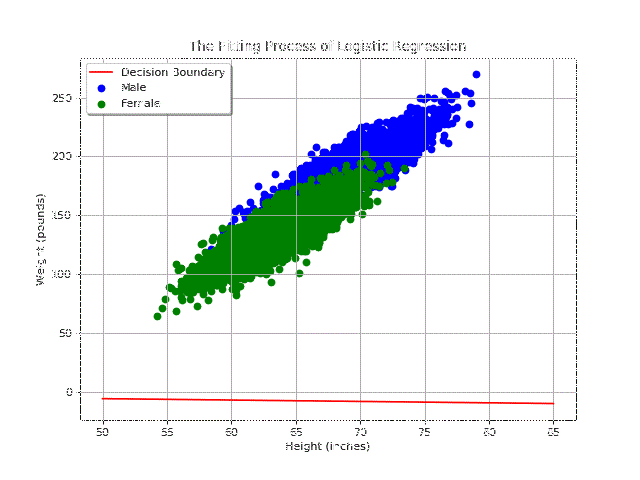 The Fitting Process of Logistic Regression
Decision Boundary
Male
Female
250
200
150
100
50
0
Weight (pounds)
50 55 60 65 70 75 80 85
Height (inches)